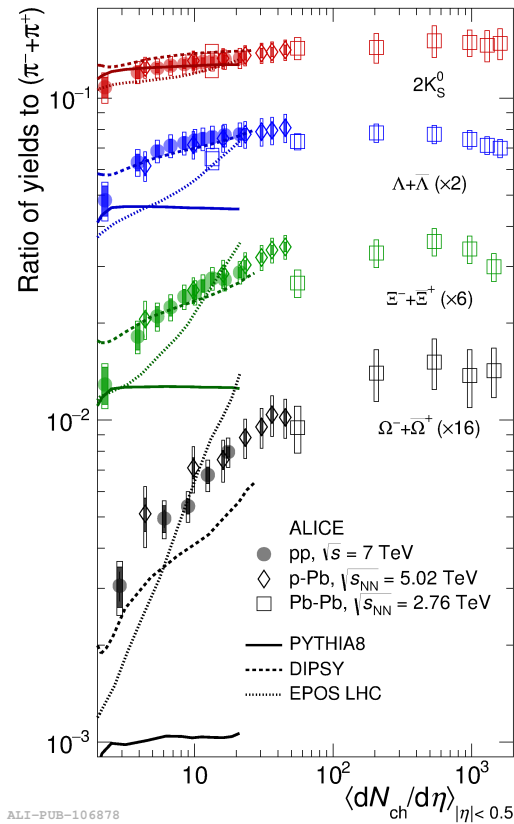 Ratio of yields to (π⁻+π⁺)
10⁻¹
2K⁰S
Λ+Λ̅ (×2)
Ξ⁻+Ξ̅⁺ (×6)
10⁻²
Ω⁻+Ω̅⁺ (×16)
ALICE
pp, √s = 7 TeV
p-Pb, √sNN = 5.02 TeV
Pb-Pb, √sNN = 2.76 TeV
PYTHIA8
DIPSY
EPOS LHC
10⁻³
10 10² 10³
⟨dNch/dη⟩|η|< 0.5
ALI-PUB-106878